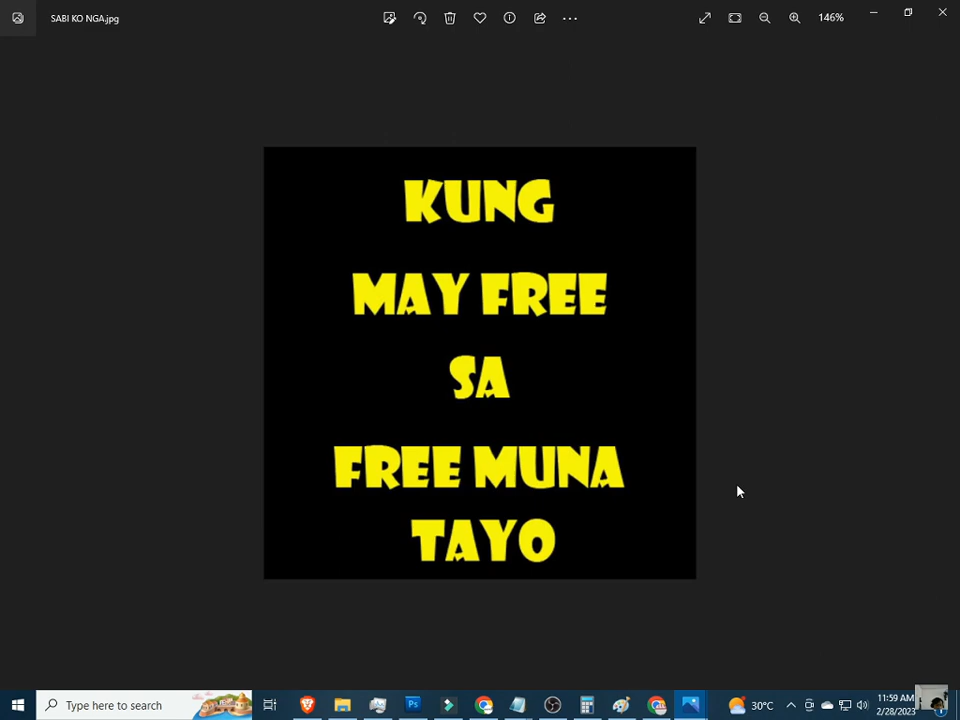 SABI KO NGA.jpg
146%
KUNG
MAY FREE
SA
FREE MUNA
TAYO
Type here to search
Ps
30°C
11:59 AM
2/28/2023